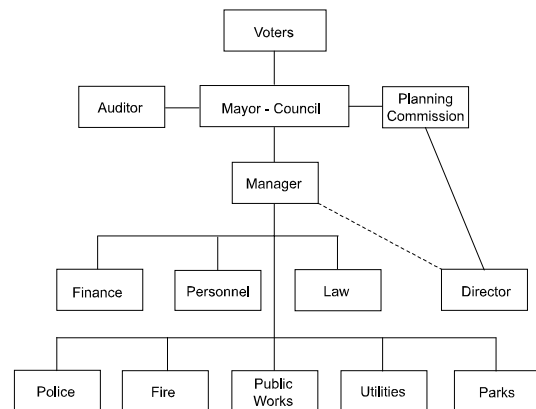 Voters
Auditor
Mayor - Council
Planning
Commission
Manager
Finance
Personnel
Law
Director
Police
Fire
Public
Works
Utilities
Parks